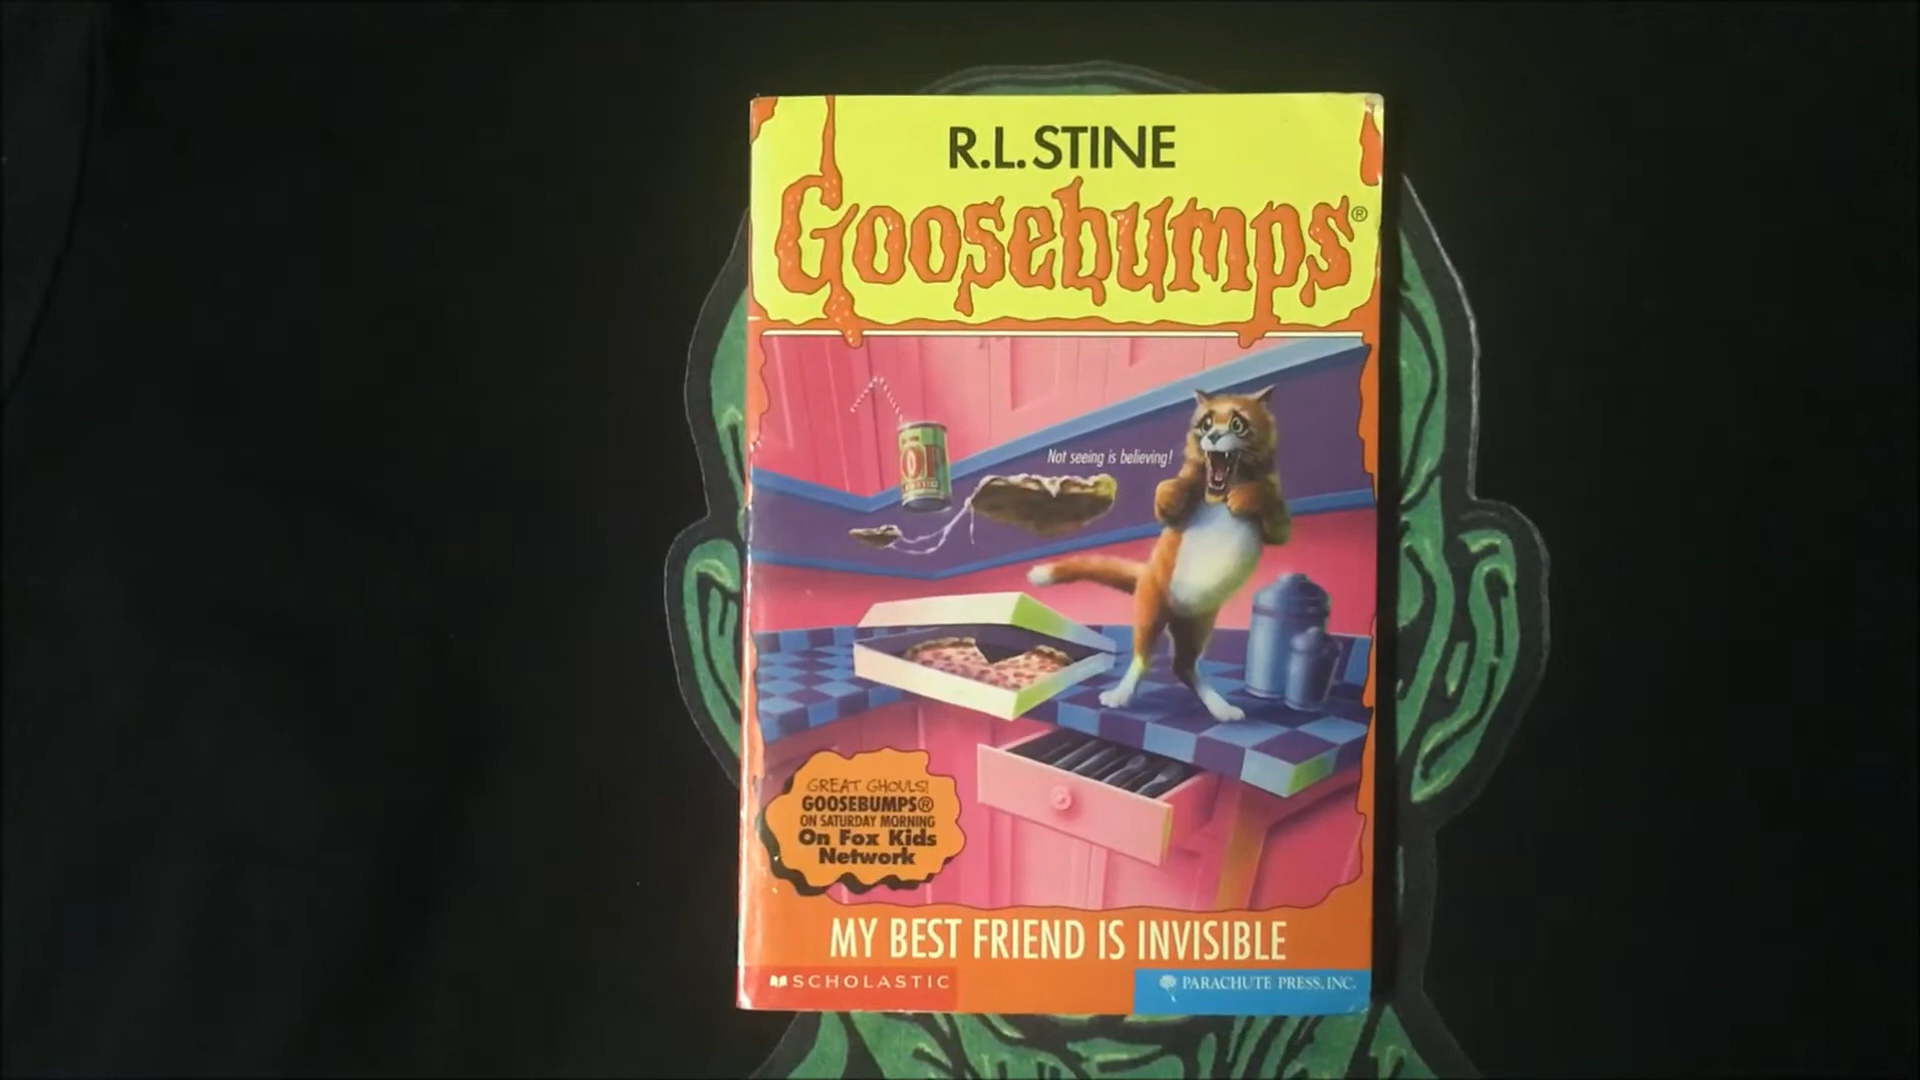 R.L. STINE
Goosebumps®
Not seeing is believing!
GREAT GHOULS!
GOOSEBUMPS®
ON SATURDAY MORNING
On Fox Kids
Network
MY BEST FRIEND IS INVISIBLE
SCHOLASTIC
PARACHUTE PRESS, INC.